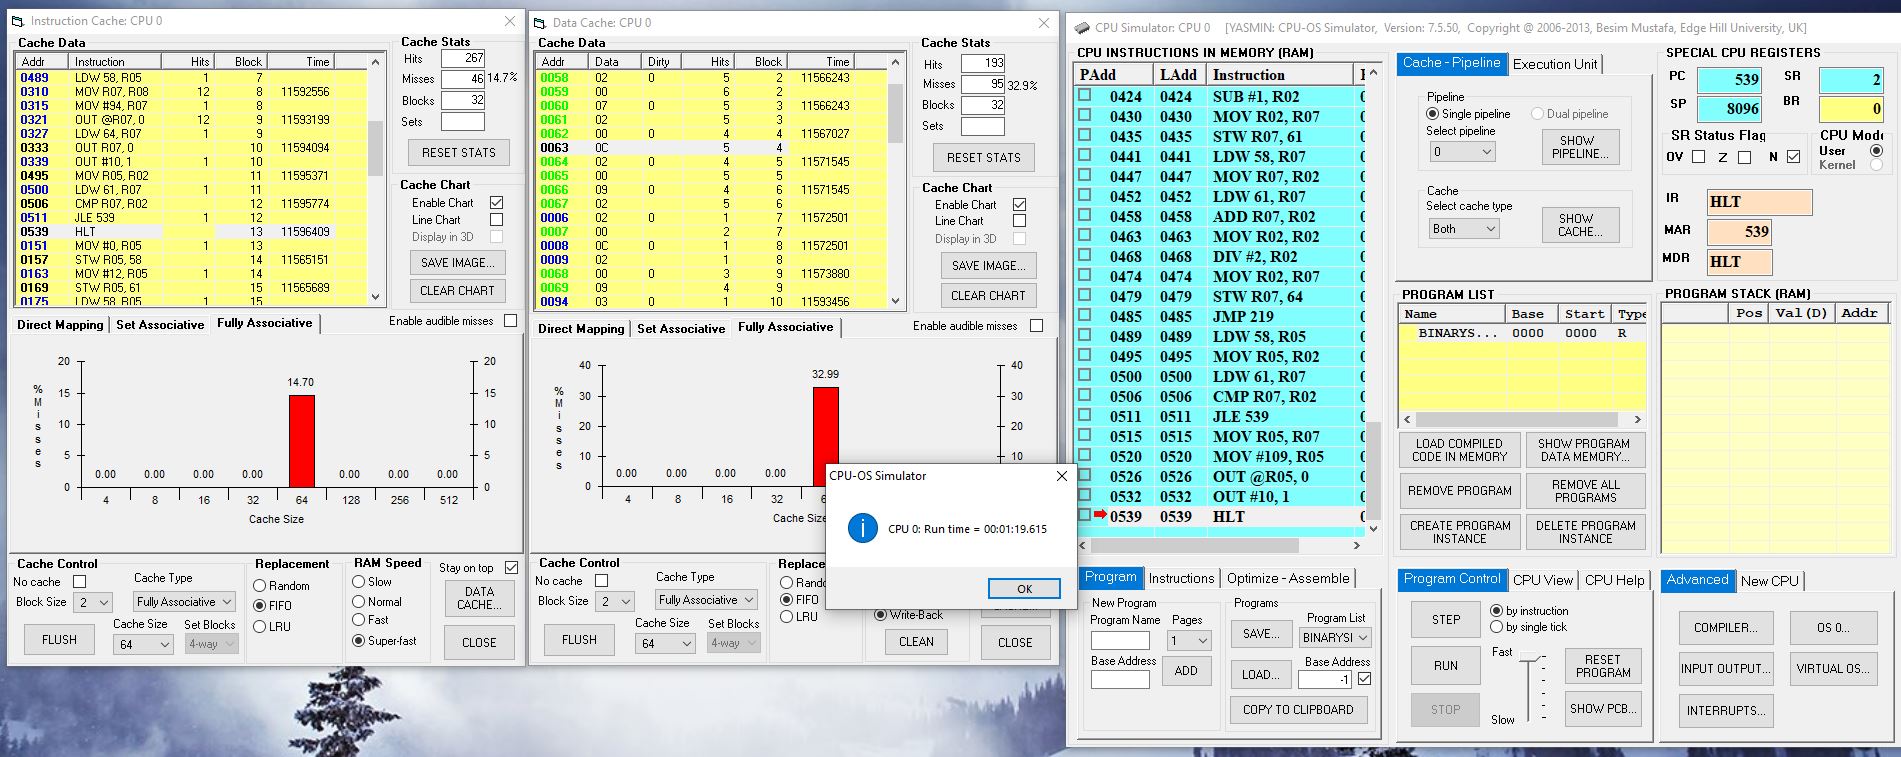 Instruction Cache: CPU 0
Cache Data
Addr Instruction Hits Block Time
0489 LDW 58, R05 1 7
0310 MOV R07, R08 12 8 11592556
0315 MOV #94, R07 1 8
0321 OUT @R07, 0 12 9 11593199
0327 LDW 64, R07 1 9
0333 OUT R07, 0 10 11594094
0339 OUT #10, 1 1 10
0495 MOV R05, R02 11 11595371
0500 LDW 61, R07 1 11
0506 CMP R07, R02 12 11595774
0511 JLE 539 1 12
0539 HLT 13 11596409
0151 MOV #0, R05 1 13
0157 STW R05, 58 14 11565151
0163 MOV #12, R05 1 14
0169 STW R05, 61 15 11565689
0175 LDW 58, R05 1 15
Cache Stats
Hits 267
Misses 46 14.7%
Blocks 32
Sets
RESET STATS
Cache Chart
Enable Chart
Line Chart
Display in 3D
SAVE IMAGE...
CLEAR CHART
Direct Mapping Set Associative Fully Associative
Enable audible misses
20 20
15 15
10 10
5 5
0 0
% Misses
0.00 0.00 0.00 0.00 14.70 0.00 0.00 0.00
4 8 16 32 64 128 256 512
Cache Size
Cache Control
No cache
Block Size 2
FLUSH
Cache Type
Fully Associative
Cache Size Set Blocks
64 4-way
Replacement
Random
FIFO
LRU
RAM Speed
Slow
Normal
Fast
Super-fast
Stay on top
DATA CACHE...
CLOSE
Data Cache: CPU 0
Cache Data
Addr Data Dirty Hits Block Time
0058 02 0 5 2 11566243
0059 00 6 2
0060 07 0 5 3 11566243
0061 02 5 3
0062 00 0 4 4 11567027
0063 0C 5 4
0064 02 0 4 5 11571545
0065 00 5 5
0066 09 0 4 6 11571545
0067 02 5 6
0006 02 0 1 7 11572501
0007 00 2 7
0008 0C 0 1 8 11572501
0009 02 1 8
0068 00 0 3 9 11573880
0069 09 4 9
0094 03 0 1 10 11593456
Cache Stats
Hits 193
Misses 95 32.9%
Blocks 32
Sets
RESET STATS
Cache Chart
Enable Chart
Line Chart
Display in 3D
SAVE IMAGE...
CLEAR CHART
Direct Mapping Set Associative Fully Associative
Enable audible misses
40 40
30 30
20 20
10 10
0
% Misses
0.00 0.00 0.00 0.00 32.99
4 8 16 32 6
Cache Size
Cache Control
No cache
Block Size 2
FLUSH
Cache Type
Fully Associative
Cache Size Set Blocks
64 4-way
Replace
Rando
FIFO
LRU
Write-Back
CLEAN
CLOSE
CPU-OS Simulator
CPU 0: Run time = 00:01:19.615
OK
CPU Simulator: CPU 0 [YASMIN: CPU-OS Simulator, Version: 7.5.50, Copyright @ 2006-2013, Besim Mustafa, Edge Hill University, UK]
CPU INSTRUCTIONS IN MEMORY (RAM)
PAdd LAdd Instruction
0424 0424 SUB #1, R02
0430 0430 MOV R02, R07
0435 0435 STW R07, 61
0441 0441 LDW 58, R07
0447 0447 MOV R07, R02
0452 0452 LDW 61, R07
0458 0458 ADD R07, R02
0463 0463 MOV R02, R02
0468 0468 DIV #2, R02
0474 0474 MOV R02, R07
0479 0479 STW R07, 64
0485 0485 JMP 219
0489 0489 LDW 58, R05
0495 0495 MOV R05, R02
0500 0500 LDW 61, R07
0506 0506 CMP R07, R02
0511 0511 JLE 539
0515 0515 MOV R05, R07
0520 0520 MOV #109, R05
0526 0526 OUT @R05, 0
0532 0532 OUT #10, 1
0539 0539 HLT
Program Instructions Optimize - Assemble
New Program
Program Name Pages
1
Base Address
ADD
Programs
SAVE...
Program List
BINARYSI
LOAD...
Base Address
-1
COPY TO CLIPBOARD
Cache - Pipeline Execution Unit
Pipeline
Single pipeline Dual pipeline
Select pipeline
0
SHOW PIPELINE...
Cache
Select cache type
Both
SHOW CACHE...
SPECIAL CPU REGISTERS
PC 539 SR 2
SP 8096 BR 0
SR Status Flag
OV Z N
CPU Mode
User
Kernel
IR HLT
MAR 539
MDR HLT
PROGRAM LIST
Name Base Start Type
BINARYS... 0000 0000 R
LOAD COMPILED CODE IN MEMORY
SHOW PROGRAM DATA MEMORY...
REMOVE PROGRAM
REMOVE ALL PROGRAMS
CREATE PROGRAM INSTANCE
DELETE PROGRAM INSTANCE
PROGRAM STACK (RAM)
Pos Val(D) Addr
Program Control CPU View CPU Help
STEP
by instruction
by single tick
RUN
STOP
Fast
Slow
RESET PROGRAM
SHOW PCB...
Advanced New CPU
COMPILER... OS 0...
INPUT OUTPUT... VIRTUAL OS...
INTERRUPTS...